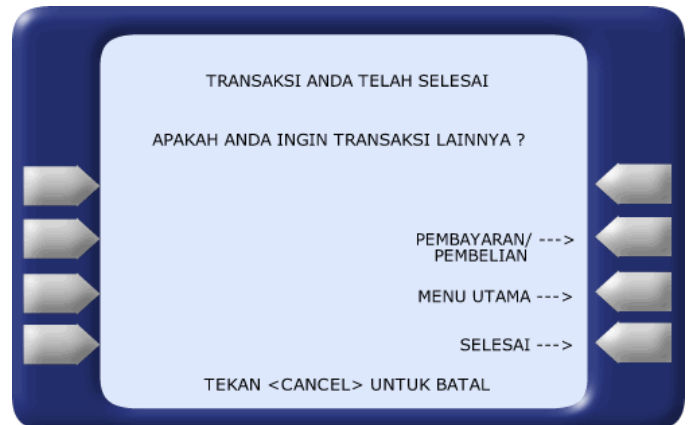 TRANSAKSI ANDA TELAH SELESAI
APAKAH ANDA INGIN TRANSAKSI LAINNYA ?
PEMBAYARAN/ --->
PEMBELIAN
MENU UTAMA --->
SELESAI --->
TEKAN <CANCEL> UNTUK BATAL